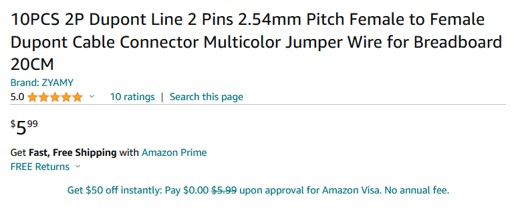 10PCS 2P Dupont Line 2 Pins 2.54mm Pitch Female to Female
Dupont Cable Connector Multicolor Jumper Wire for Breadboard
20CM
Brand: ZYAMY
5.0 10 ratings | Search this page
$5.99
Get Fast, Free Shipping with Amazon Prime
FREE Returns
Get $50 off instantly: Pay $0.00 $5.99 upon approval for Amazon Visa. No annual fee.